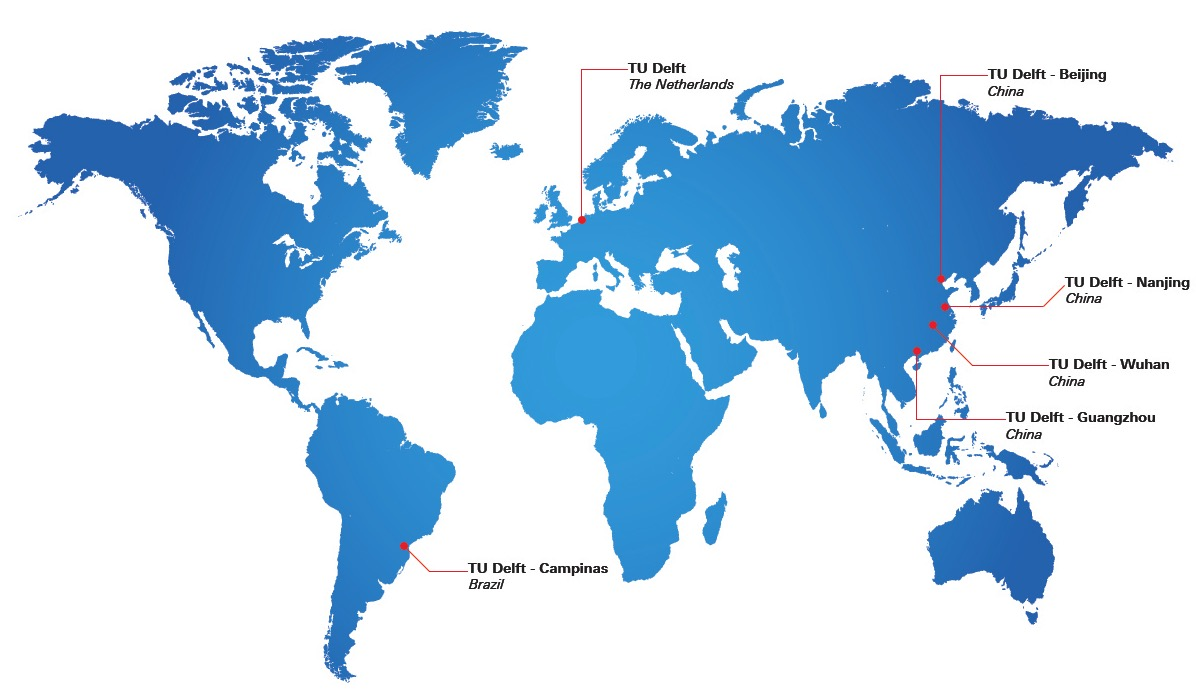 TU Delft
The Netherlands
TU Delft - Beijing
China
TU Delft - Nanjing
China
TU Delft - Wuhan
China
TU Delft - Guangzhou
China
TU Delft - Campinas
Brazil